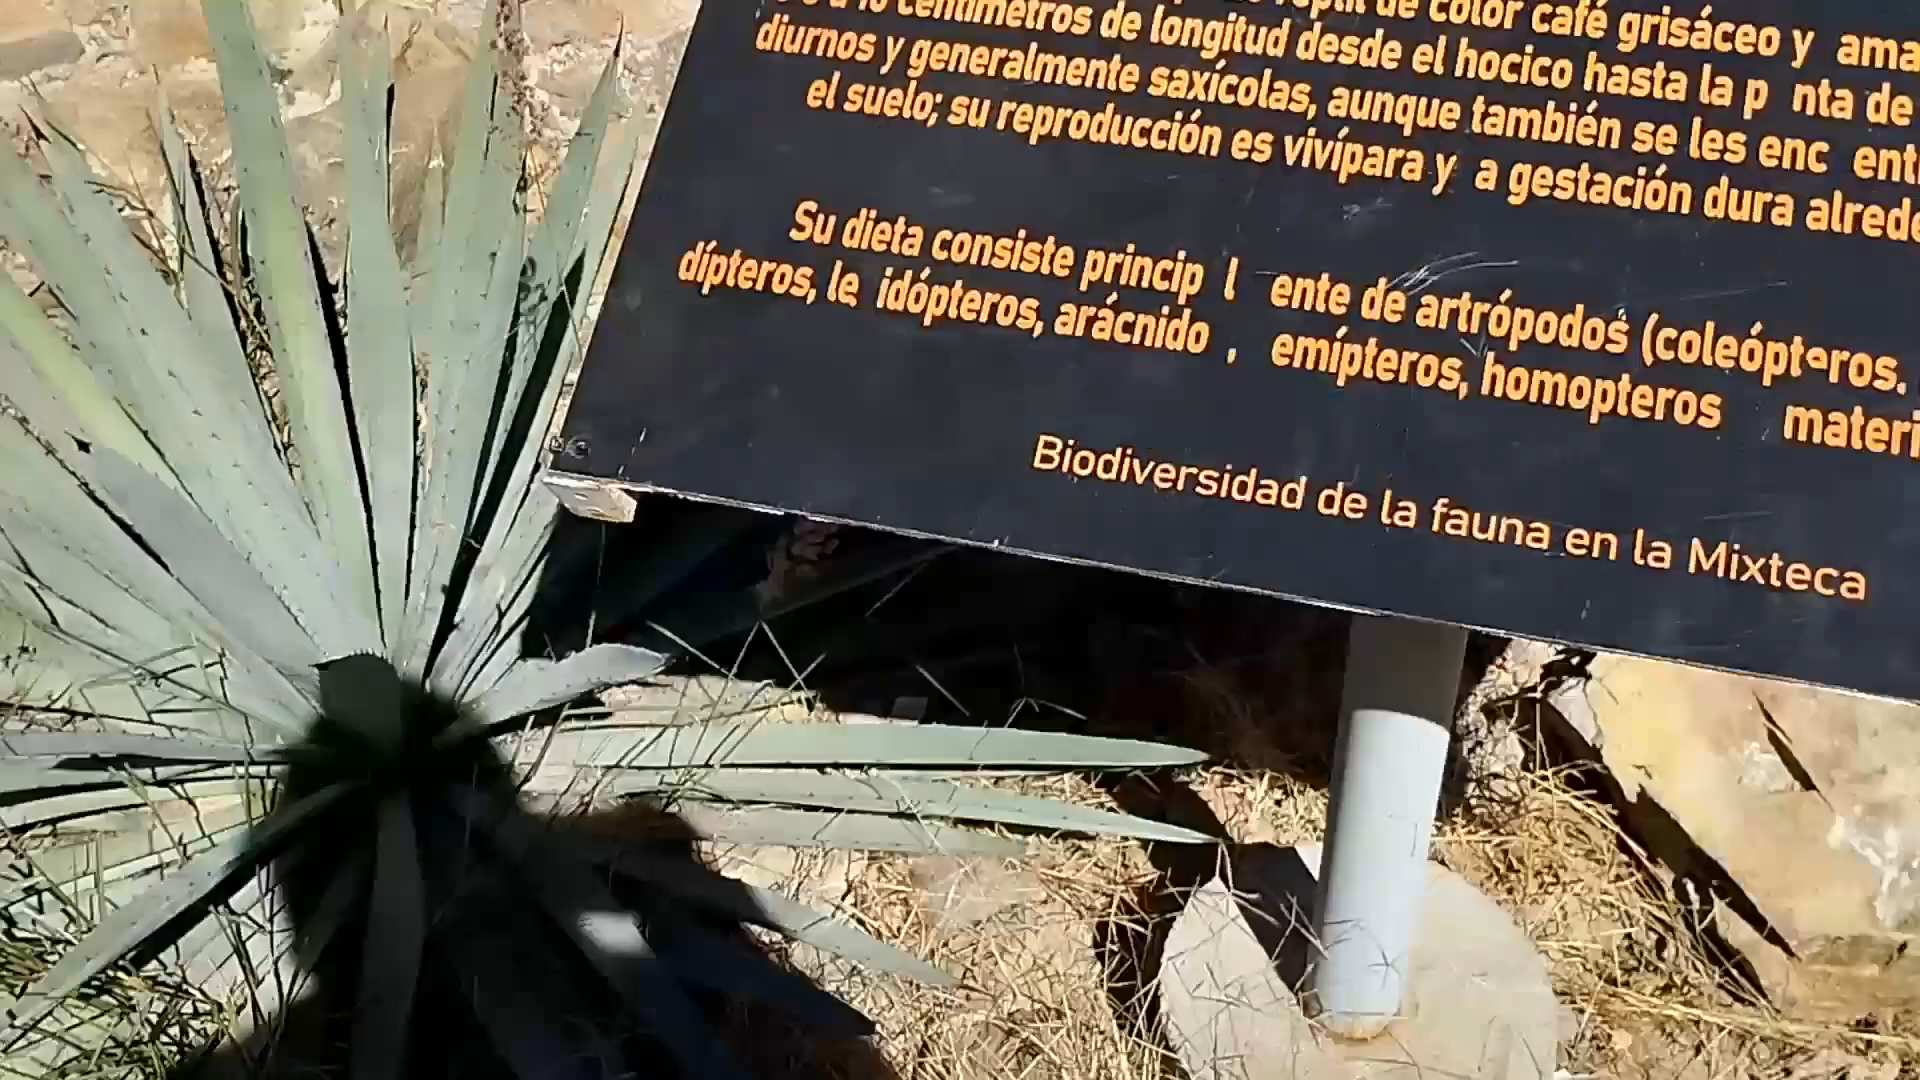 centímetros de longitud desde el hocico hasta la p nta de
diurnos y generalmente saxícolas, aunque también se les enc ent
el suelo; su reproducción es vivípara y a gestación dura alrede
Su dieta consiste princip l ente de artrópodos (coleópteros.
dípteros, le idópteros, arácnido , emípteros, homopteros materi
Biodiversidad de la fauna en la Mixteca